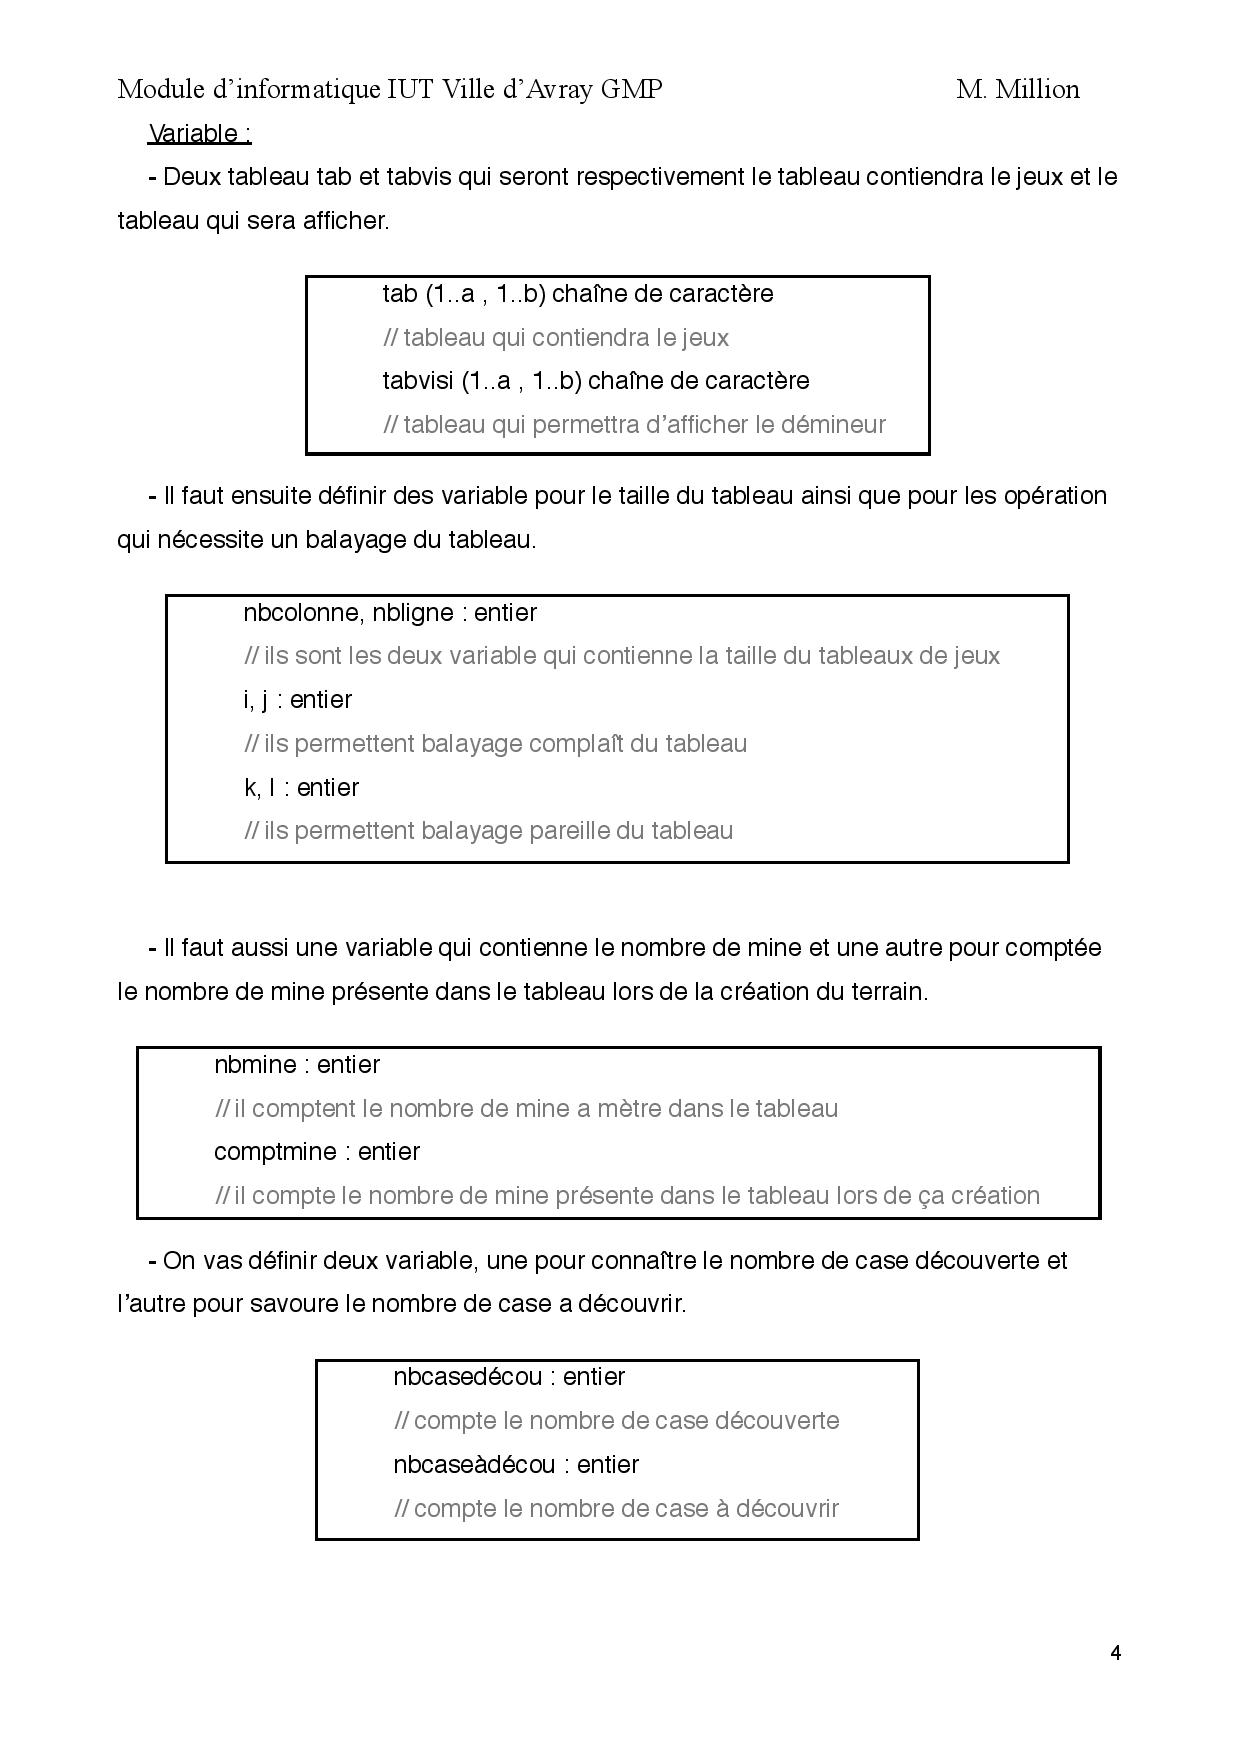 Module d’informatique IUT Ville d’Avray GMP M. Million
Variable :
- Deux tableau tab et tabvis qui seront respectivement le tableau contiendra le jeux et le
tableau qui sera afficher.
tab (1..a , 1..b) chaîne de caractère
// tableau qui contiendra le jeux
tabvisi (1..a , 1..b) chaîne de caractère
// tableau qui permettra d’afficher le démineur
- Il faut ensuite définir des variable pour le taille du tableau ainsi que pour les opération
qui nécessite un balayage du tableau.
nbcolonne, nbligne : entier
// ils sont les deux variable qui contienne la taille du tableaux de jeux
i, j : entier
// ils permettent balayage complaît du tableau
k, l : entier
// ils permettent balayage pareille du tableau
- Il faut aussi une variable qui contienne le nombre de mine et une autre pour comptée
le nombre de mine présente dans le tableau lors de la création du terrain.
nbmine : entier
// il comptent le nombre de mine a mètre dans le tableau
comptmine : entier
// il compte le nombre de mine présente dans le tableau lors de ça création
- On vas définir deux variable, une pour connaître le nombre de case découverte et
l’autre pour savoure le nombre de case a découvrir.
nbcasedécou : entier
// compte le nombre de case découverte
nbcaseàdécou : entier
// compte le nombre de case à découvrir
4